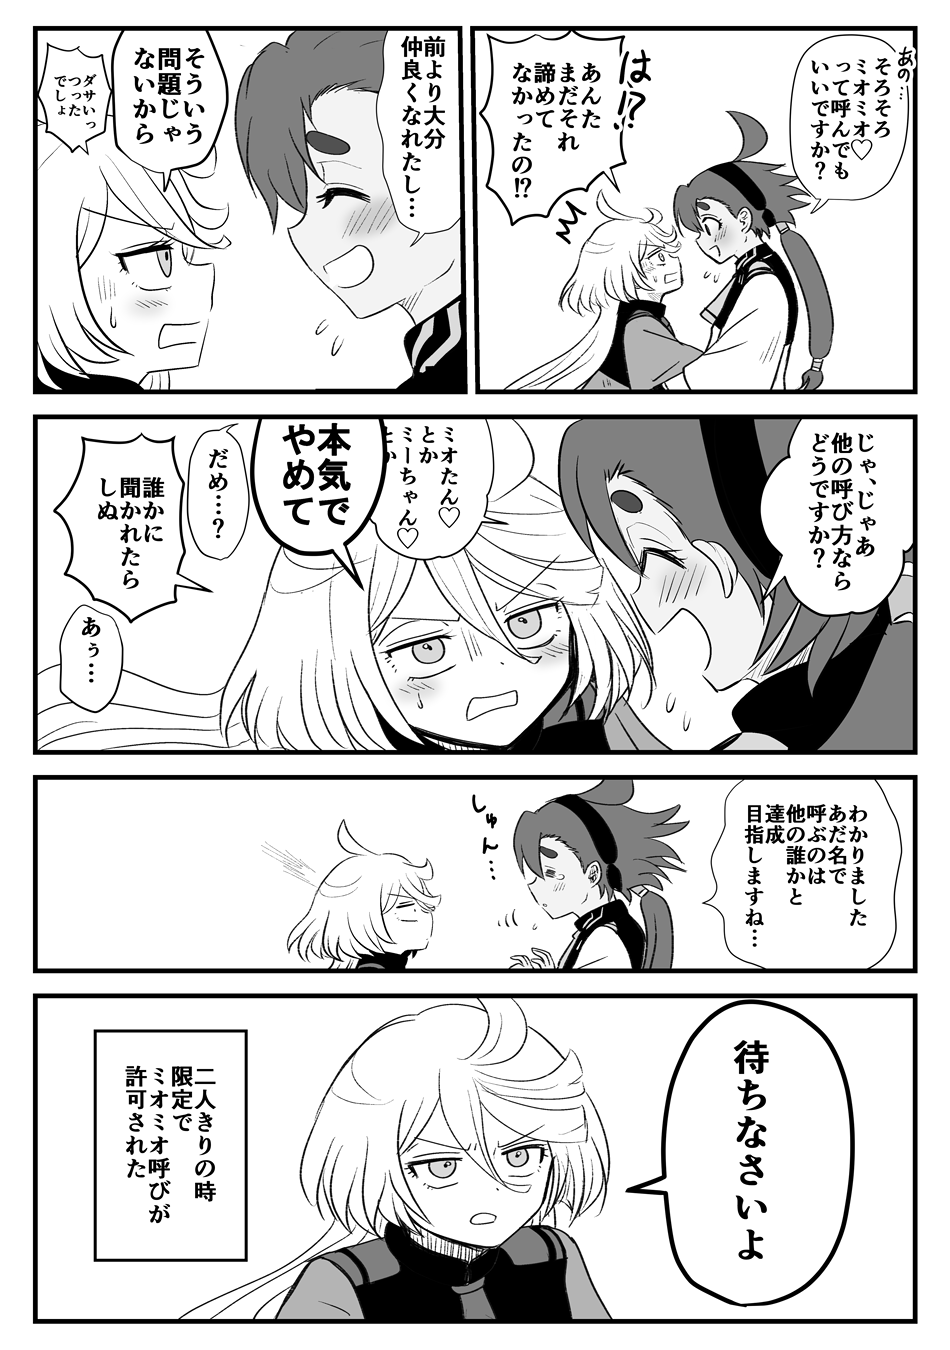 あの…
そろそろ
ミオミオ♡
って呼んでも
いいですか？
は!?
あんた
まだそれ
諦めて
なかったの!?
前より大分
仲良くなれたし…
そういう
問題じゃ
ないから
ダサいっ
つった
でしょ
じゃ、じゃあ
他の呼び方なら
どうですか？
ミオたん♡
とか
ミーちゃん♡
とか
本気で
やめて
だめ…？
誰かに
聞かれたら
しぬ
あぅ…
わかりました
あだ名で
呼ぶのは
他の誰かと
達成
目指しますね…
しゅん…
待ちなさいよ
二人きりの時
限定で
ミオミオ呼びが
許可された